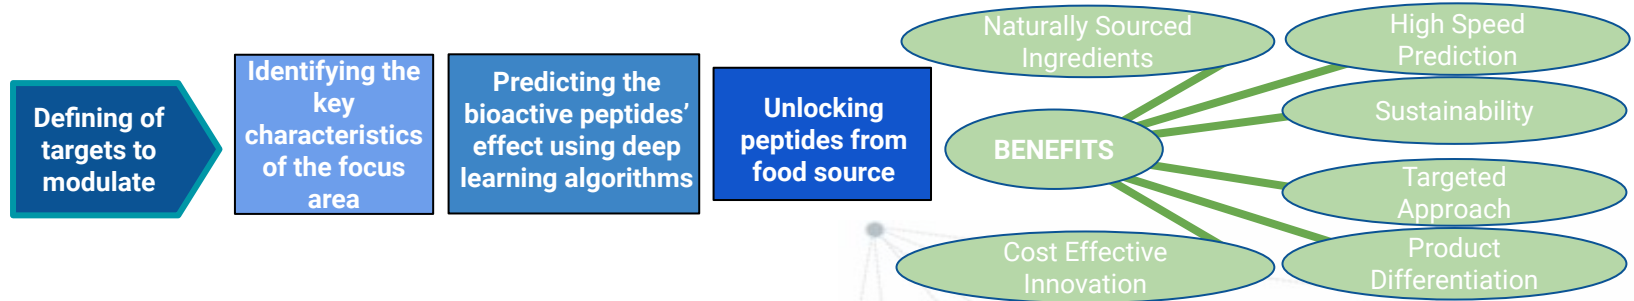 Defining of
targets to
modulate
Identifying the
key
characteristics
of the focus
area
Predicting the
bioactive peptides’
effect using deep
learning algorithms
Unlocking
peptides from
food source
BENEFITS
Naturally Sourced
Ingredients
High Speed
Prediction
Sustainability
Targeted
Approach
Product
Differentiation
Cost Effective
Innovation